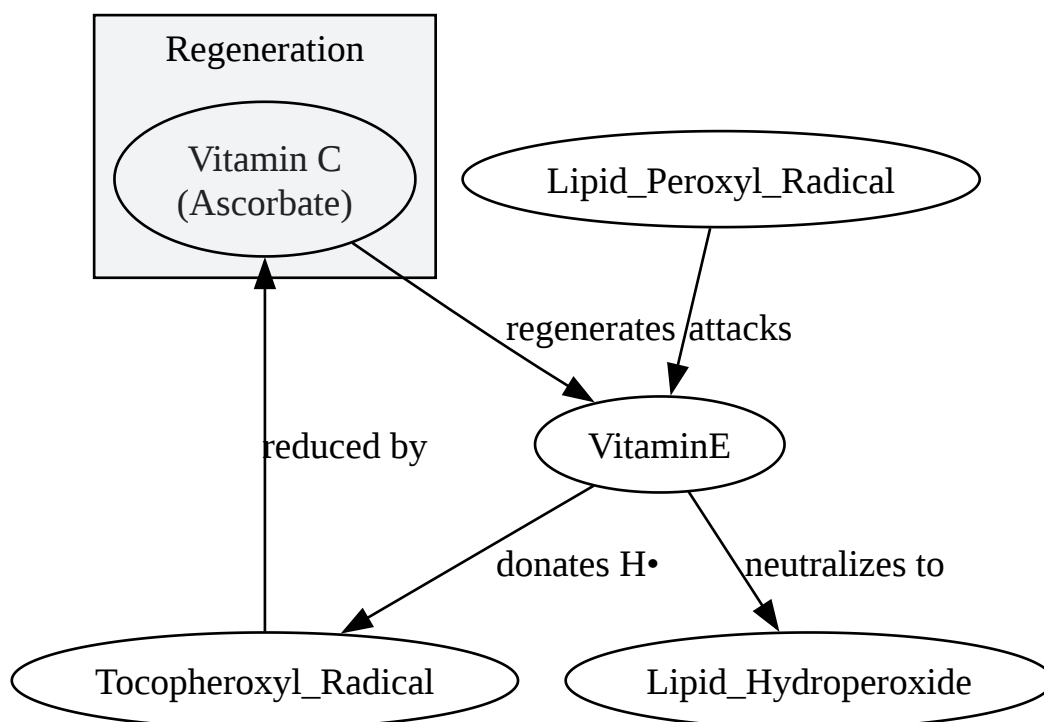 Regeneration
Vitamin C
(Ascorbate)
Lipid_Peroxyl_Radical
regenerates
attacks
reduced by
VitaminE
donates H•
neutralizes to
Tocopheroxyl_Radical
Lipid_Hydroperoxide